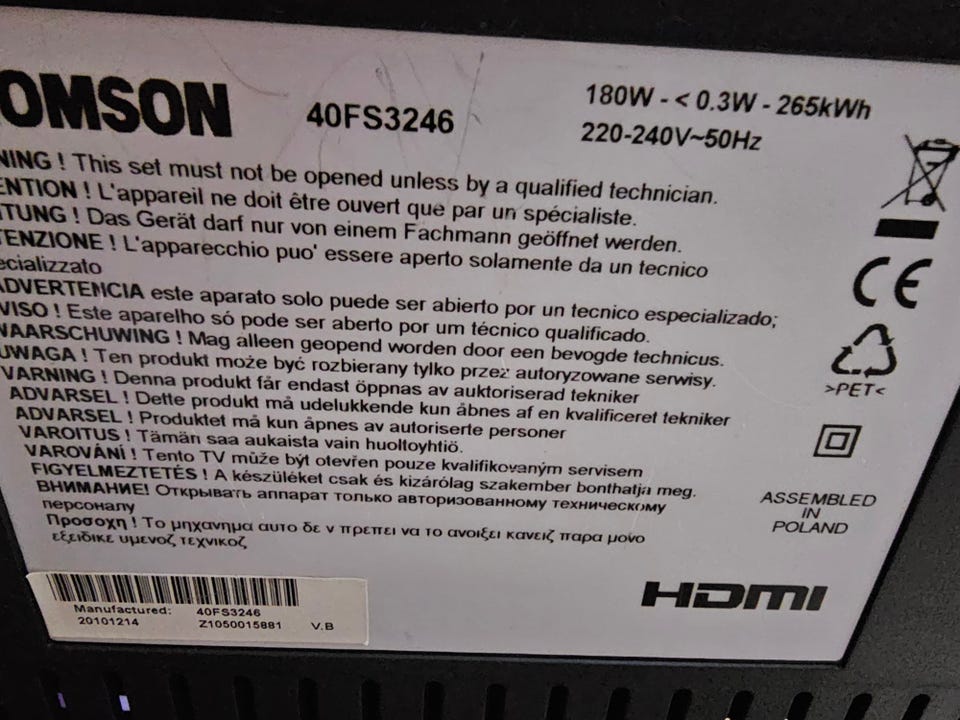 OMSON 40FS3246 180W - < 0.3W - 265kWh
220-240V~50Hz
NING ! This set must not be opened unless by a qualified technician.
ENTION ! L'appareil ne doit être ouvert que par un spécialiste.
TUNG ! Das Gerät darf nur von einem Fachmann geöffnet werden.
TENZIONE ! L'apparecchio puo' essere aperto solamente da un tecnico
ecializzato
ADVERTENCIA este aparato solo puede ser abierto por un tecnico especializado;
VISO ! Este aparelho só pode ser aberto por um técnico qualificado.
WAARSCHUWING ! Mag alleen geopend worden door een bevogde technicus.
UWAGA ! Ten produkt może być rozbierany tylko przez autoryzowane serwisy.
VARNING ! Denna produkt får endast öppnas av auktoriserad tekniker
ADVARSEL ! Dette produkt må udelukkende kun åbnes af en kvalificeret tekniker
ADVARSEL ! Produktet må kun åpnes av autoriserte personer
VAROITUS ! Tämän saa aukaista vain huoltoyhtiö.
VAROVÁNÍ ! Tento TV může být otevřen pouze kvalifikovaným servisem
FIGYELMEZTETÉS ! A készüléket csak és kizárólag szakember bonthatja meg.
ВНИМАНИЕ! Открывать аппарат только авторизованному техническому
персоналу
Προσοχη ! Το μηχανημα αυτο δε ν πρεπει να το ανοιξει κανειζ παρα μονο
εξειδικε υμενοζ τεχνικοζ
CE
>PET<
ASSEMBLED
IN
POLAND
HDMI
Manufactured: 40FS3246
20101214 Z1050015881 V.B